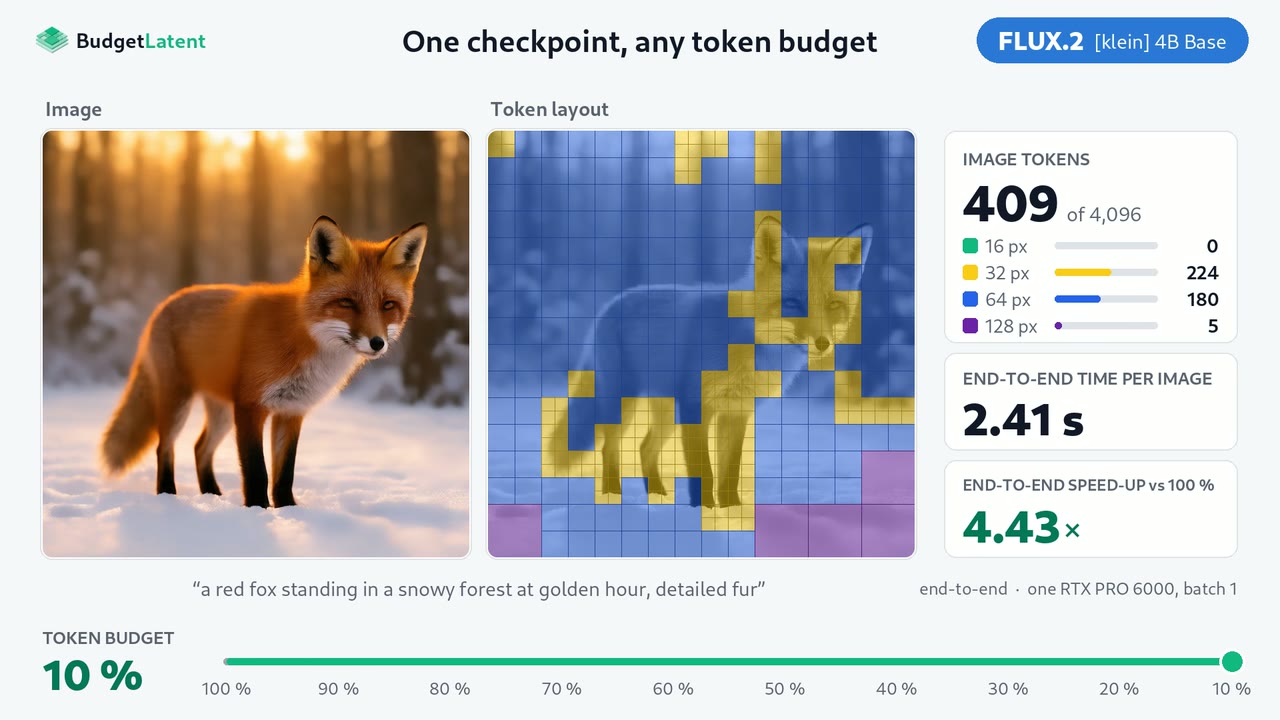 BudgetLatent
One checkpoint, any token budget
FLUX.2 [klein] 4B Base
Image
Token layout
IMAGE TOKENS
409 of 4,096
16 px 0
32 px 224
64 px 180
128 px 5
END-TO-END TIME PER IMAGE
2.41 s
END-TO-END SPEED-UP vs 100 %
4.43×
“a red fox standing in a snowy forest at golden hour, detailed fur”
end-to-end · one RTX PRO 6000, batch 1
TOKEN BUDGET
10 %
100 % 90 % 80 % 70 % 60 % 50 % 40 % 30 % 20 % 10 %